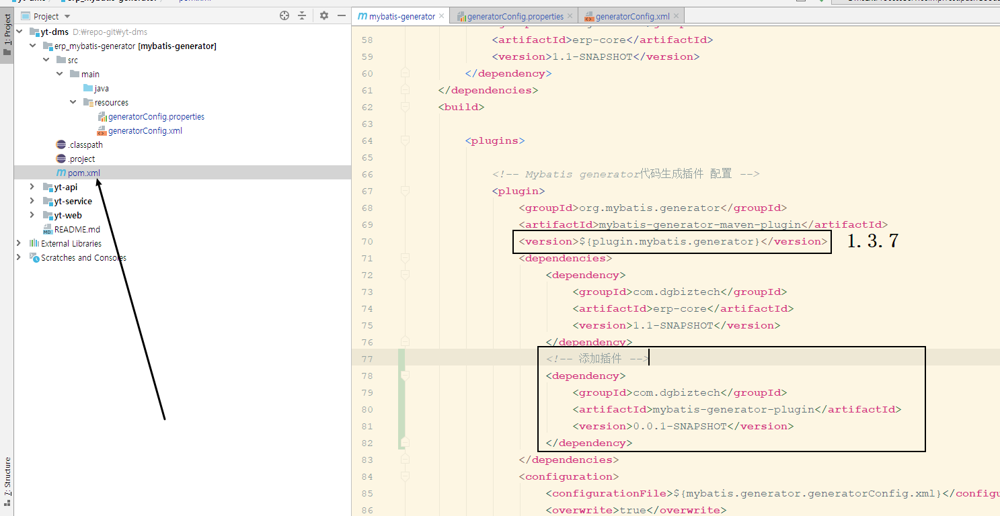 Project
yt-dms D:₩repo-git₩yt-dms
erp_mybatis-generator [mybatis-generator]
src
main
java
resources
generatorConfig.properties
generatorConfig.xml
.classpath
.project
pom.xml
yt-api
yt-service
yt-web
README.md
External Libraries
Scratches and Consoles
1: Project
7: Structure
mybatis-generator
generatorConfig.properties
generatorConfig.xml
58 <artifactId>erp-core</artifactId>
59 <version>1.1-SNAPSHOT</version>
60 </dependency>
61 </dependencies>
62 <build>
63
64 <plugins>
65
66 <!-- Mybatis generator代码生成插件 配置 -->
67 <plugin>
68 <groupId>org.mybatis.generator</groupId>
69 <artifactId>mybatis-generator-maven-plugin</artifactId>
70 <version>${plugin.mybatis.generator}</version> 1.3.7
71 <dependencies>
72 <dependency>
73 <groupId>com.dgbiztech</groupId>
74 <artifactId>erp-core</artifactId>
75 <version>1.1-SNAPSHOT</version>
76 </dependency>
77 <!-- 添加插件 -->
78 <dependency>
79 <groupId>com.dgbiztech</groupId>
80 <artifactId>mybatis-generator-plugin</artifactId>
81 <version>0.0.1-SNAPSHOT</version>
82 </dependency>
83 </dependencies>
84 <configuration>
85 <configurationFile>${mybatis.generator.generatorConfig.xml}</configu
86 <overwrite>true</overwrite>